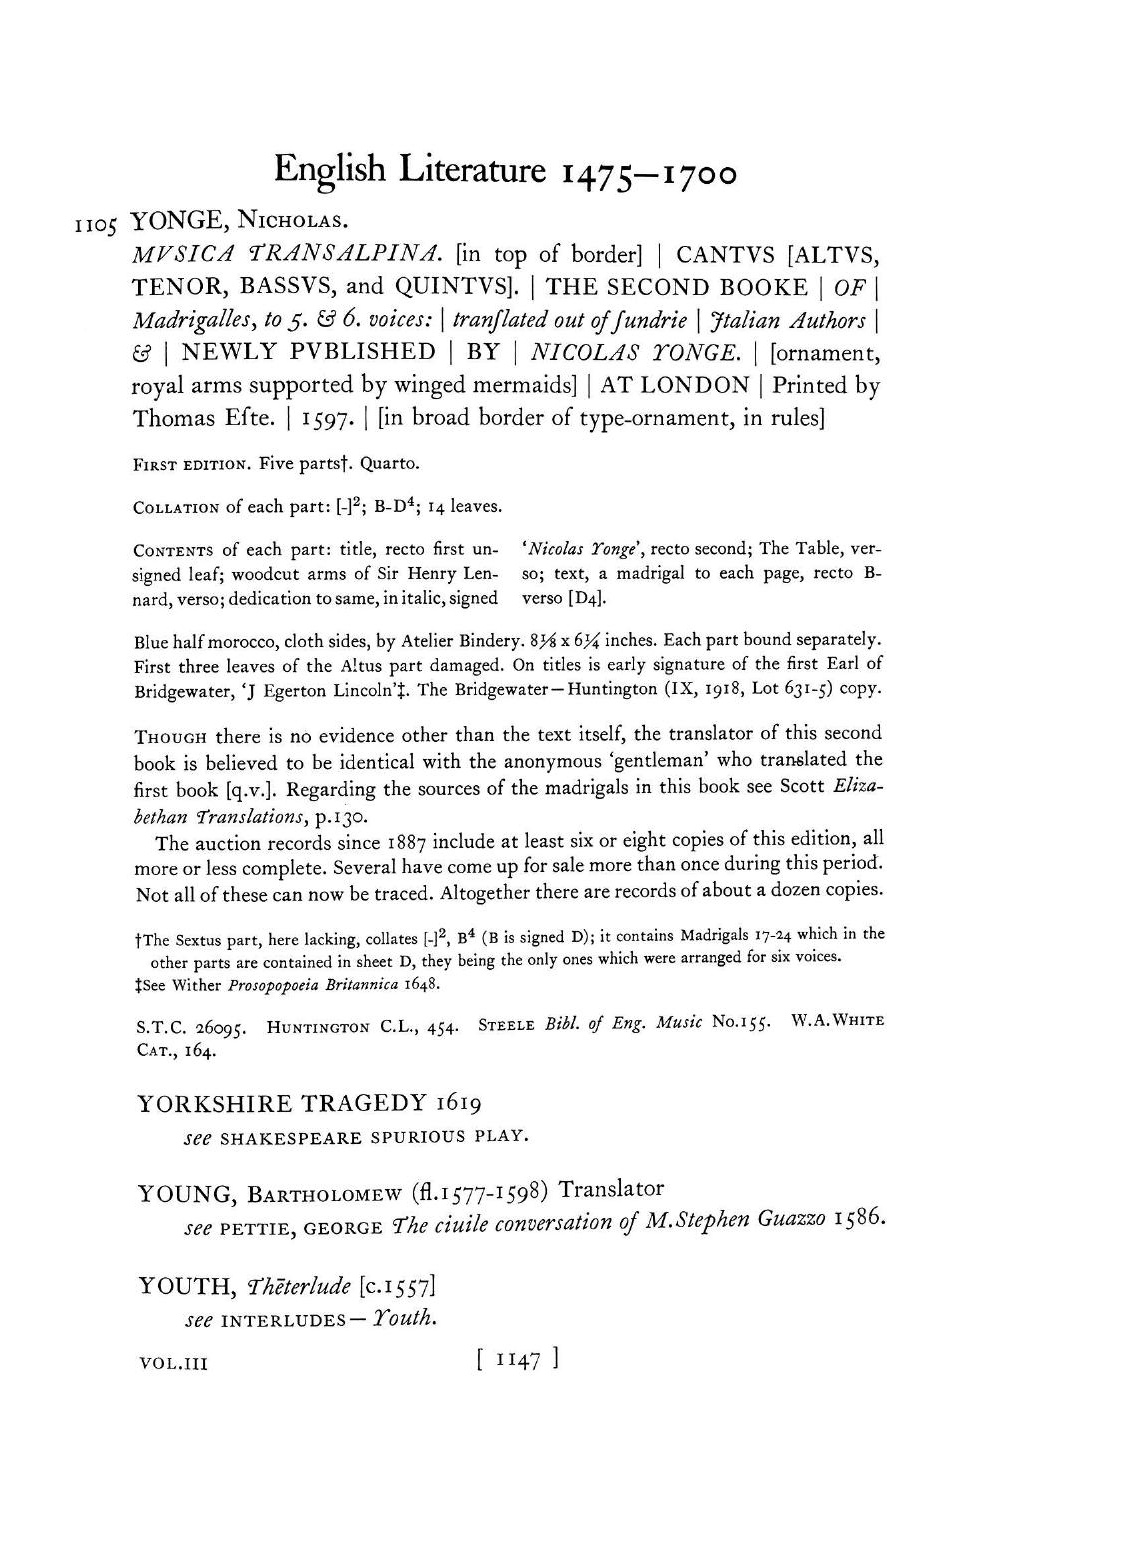 English Literature 1475—1700
1105 YONGE, NICHOLAS.
MVSICA TRANSALPINA. [in top of border] | CANTVS [ALTVS,
TENOR, BASSVS, and QUINTVS]. | THE SECOND BOOKE | OF |
Madrigalles, to 5. & 6. voices: | tranſlated out of ſundrie | Italian Authors |
& | NEWLY PVBLISHED | BY | NICOLAS YONGE. | [ornament,
royal arms supported by winged mermaids] | AT LONDON | Printed by
Thomas Eſte. | 1597. | [in broad border of type-ornament, in rules]
FIRST EDITION. Five parts†. Quarto.
COLLATION of each part: [-]²; B-D⁴; 14 leaves.
CONTENTS of each part: title, recto first un-
signed leaf; woodcut arms of Sir Henry Len-
nard, verso; dedication to same, in italic, signed
‘Nicolas Yonge’, recto second; The Table, ver-
so; text, a madrigal to each page, recto B-
verso [D4].
Blue half morocco, cloth sides, by Atelier Bindery. 8⅛ x 6¼ inches. Each part bound separately.
First three leaves of the Altus part damaged. On titles is early signature of the first Earl of
Bridgewater, ‘J Egerton Lincoln’‡. The Bridgewater—Huntington (IX, 1918, Lot 631-5) copy.
THOUGH there is no evidence other than the text itself, the translator of this second
book is believed to be identical with the anonymous ‘gentleman’ who translated the
first book [q.v.]. Regarding the sources of the madrigals in this book see Scott Eliza-
bethan Translations, p.130.
The auction records since 1887 include at least six or eight copies of this edition, all
more or less complete. Several have come up for sale more than once during this period.
Not all of these can now be traced. Altogether there are records of about a dozen copies.
†The Sextus part, here lacking, collates [-]², B⁴ (B is signed D); it contains Madrigals 17-24 which in the
other parts are contained in sheet D, they being the only ones which were arranged for six voices.
‡See Wither Prosopopoeia Britannica 1648.
S.T.C. 26095. HUNTINGTON C.L., 454. STEELE Bibl. of Eng. Music No.155. W.A.WHITE
CAT., 164.
YORKSHIRE TRAGEDY 1619
see SHAKESPEARE SPURIOUS PLAY.
YOUNG, BARTHOLOMEW (fl.1577-1598) Translator
see PETTIE, GEORGE The ciuile conversation of M.Stephen Guazzo 1586.
YOUTH, Thēterlude [c.1557]
see INTERLUDES— Youth.
VOL.III
[ 1147 ]